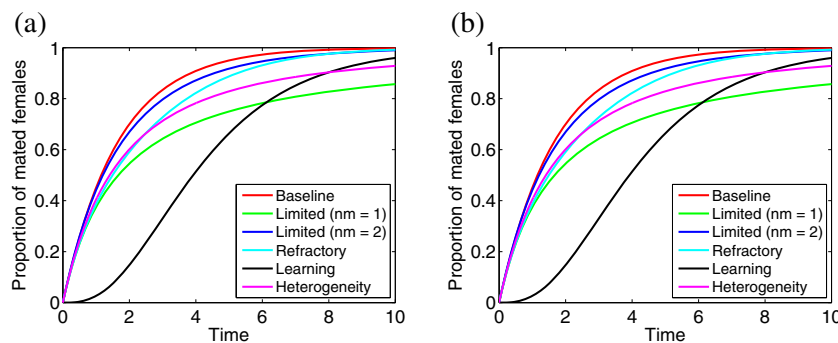 (a)
Proportion of mated females
1
0.8
0.6
0.4
0.2
0
0 2 4 6 8 10
Time
Baseline
Limited (nm = 1)
Limited (nm = 2)
Refractory
Learning
Heterogeneity
(b)
Proportion of mated females
1
0.8
0.6
0.4
0.2
0
0 2 4 6 8 10
Time
Baseline
Limited (nm = 1)
Limited (nm = 2)
Refractory
Learning
Heterogeneity